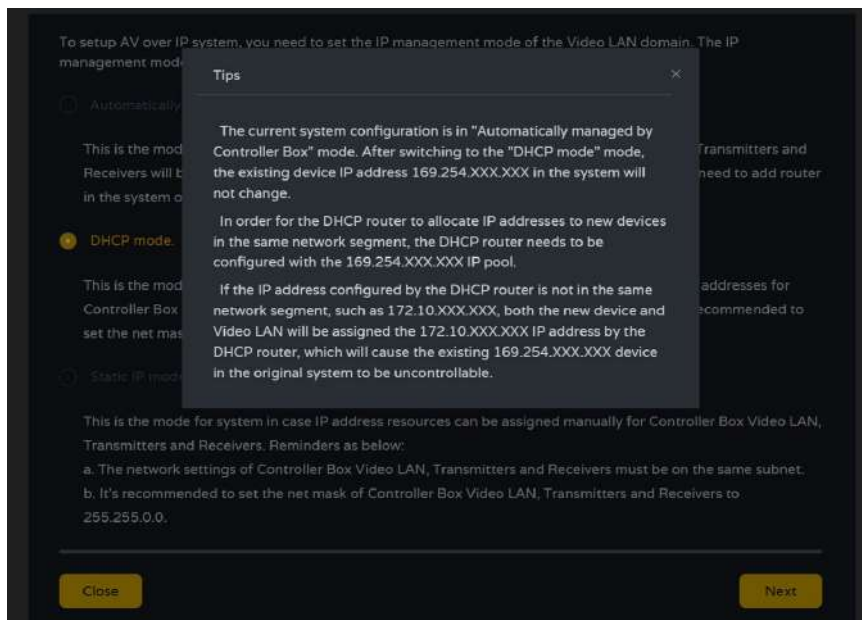 To setup AV over IP system, you need to set the IP management mode of the Video LAN domain. The IP
management mod
Tips
×
Automatically
The current system configuration is in "Automatically managed by
Controller Box" mode. After switching to the "DHCP mode" mode,
the existing device IP address 169.254.XXX.XXX in the system will
not change.
In order for the DHCP router to allocate IP addresses to new devices
in the same network segment, the DHCP router needs to be
configured with the 169.254.XXX.XXX IP pool.
If the IP address configured by the DHCP router is not in the same
network segment, such as 172.10.XXX.XXX, both the new device and
Video LAN will be assigned the 172.10.XXX.XXX IP address by the
DHCP router, which will cause the existing 169.254.XXX.XXX device
in the original system to be uncontrollable.
This is the mod
Transmitters and
Receivers will b
need to add router
in the system o
DHCP mode.
This is the mod
addresses for
Controller Box
ecommended to
set the net mas
Static IP mode
This is the mode for system in case IP address resources can be assigned manually for Controller Box Video LAN,
Transmitters and Receivers. Reminders as below:
a. The network settings of Controller Box Video LAN, Transmitters and Receivers must be on the same subnet.
b. It's recommended to set the net mask of Controller Box Video LAN, Transmitters and Receivers to
255.255.0.0.
Close
Next